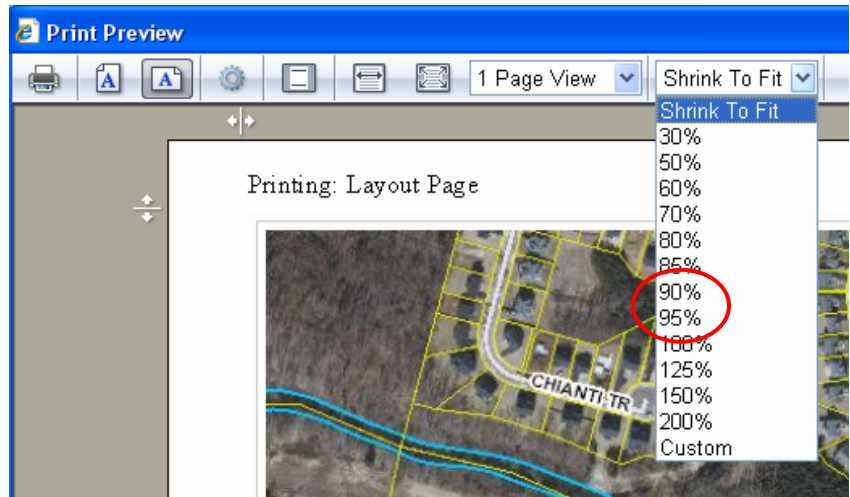 Print Preview
A A 1 Page View Shrink To Fit
Shrink To Fit
30%
50%
60%
70%
80%
85%
90%
95%
100%
125%
150%
200%
Custom
Printing: Layout Page
CHIANTI TR